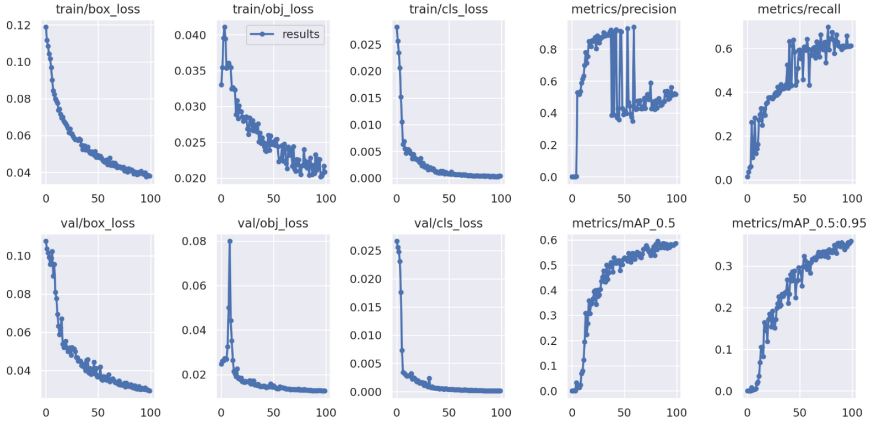 train/box_loss
train/obj_loss
train/cls_loss
metrics/precision
metrics/recall
0.12
0.10
0.08
0.06
0.04
0 50 100
0.040
0.035
0.030
0.025
0.020
results
0 50 100
0.025
0.020
0.015
0.010
0.005
0.000
0 50 100
0.8
0.6
0.4
0.2
0.0
0 50 100
0.6
0.4
0.2
0.0
0 50 100
val/box_loss
val/obj_loss
val/cls_loss
metrics/mAP_0.5
metrics/mAP_0.5:0.95
0.10
0.08
0.06
0.04
0 50 100
0.08
0.06
0.04
0.02
0 50 100
0.025
0.020
0.015
0.010
0.005
0.000
0 50 100
0.6
0.5
0.4
0.3
0.2
0.1
0.0
0 50 100
0.3
0.2
0.1
0.0
0 50 100